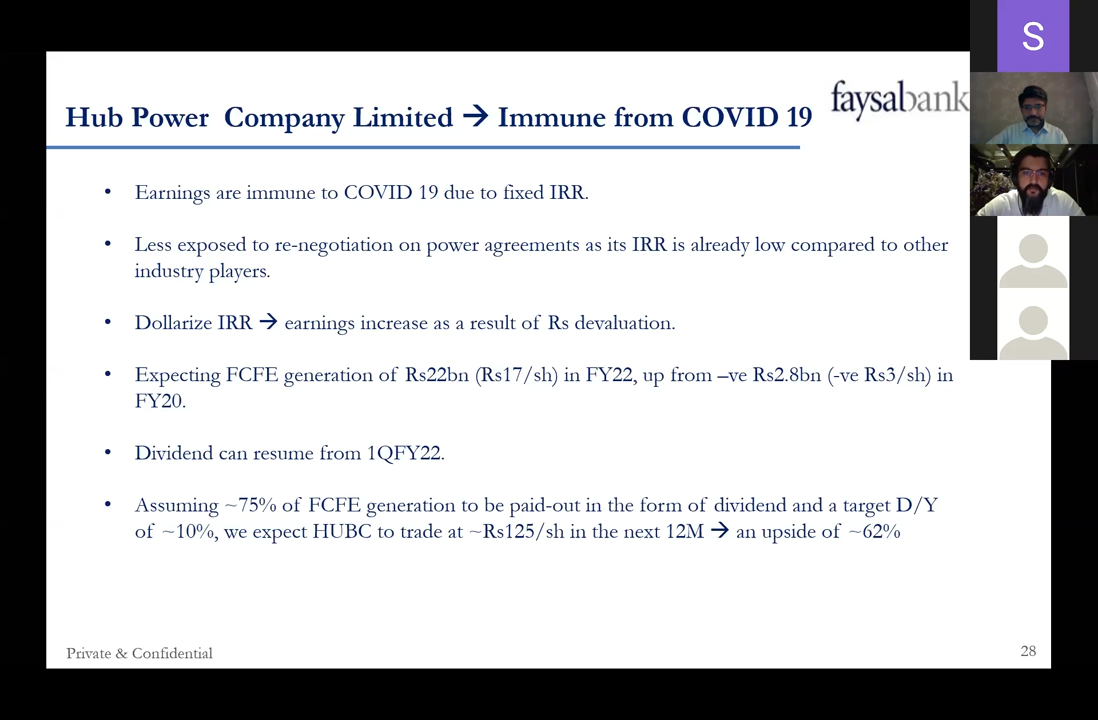 Hub Power Company Limited → Immune from COVID 19
faysalbank
S
• Earnings are immune to COVID 19 due to fixed IRR.
• Less exposed to re-negotiation on power agreements as its IRR is already low compared to other
industry players.
• Dollarize IRR → earnings increase as a result of Rs devaluation.
• Expecting FCFE generation of Rs22bn (Rs17/sh) in FY22, up from –ve Rs2.8bn (-ve Rs3/sh) in
FY20.
• Dividend can resume from 1QFY22.
• Assuming ~75% of FCFE generation to be paid-out in the form of dividend and a target D/Y
of ~10%, we expect HUBC to trade at ~Rs125/sh in the next 12M → an upside of ~62%
Private & Confidential
28